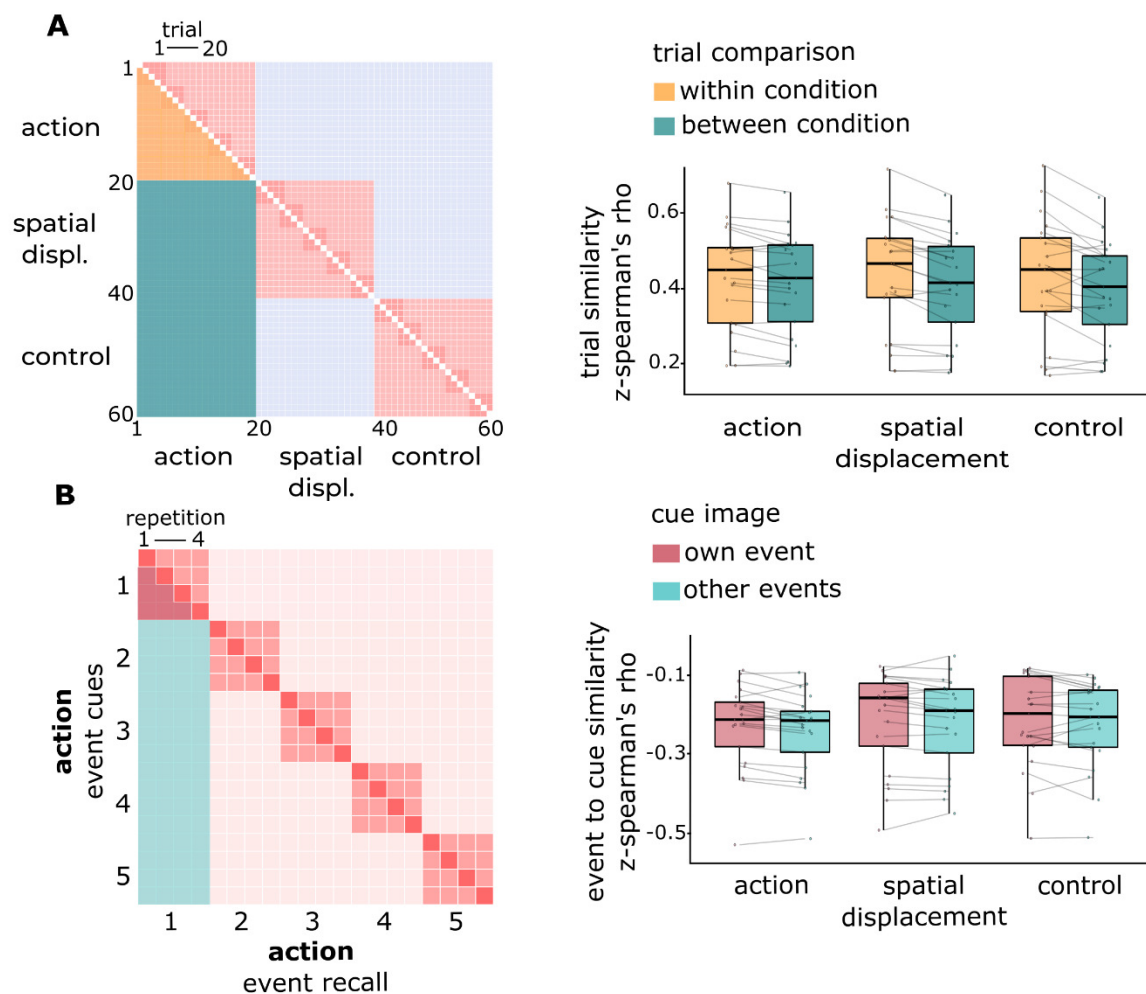 A
trial
1 — 20
1
action
20
spatial
displ.
40
control
60
1 20 40 60
action spatial control
displ.
trial comparison
within condition
between condition
trial similarity
z-spearman's rho
0.6
0.4
0.2
action spatial control
displacement
B
repetition
1 — 4
action
event cues
1
2
3
4
5
1 2 3 4 5
action
event recall
cue image
own event
other events
event to cue similarity
z-spearman's rho
-0.1
-0.3
-0.5
action spatial control
displacement